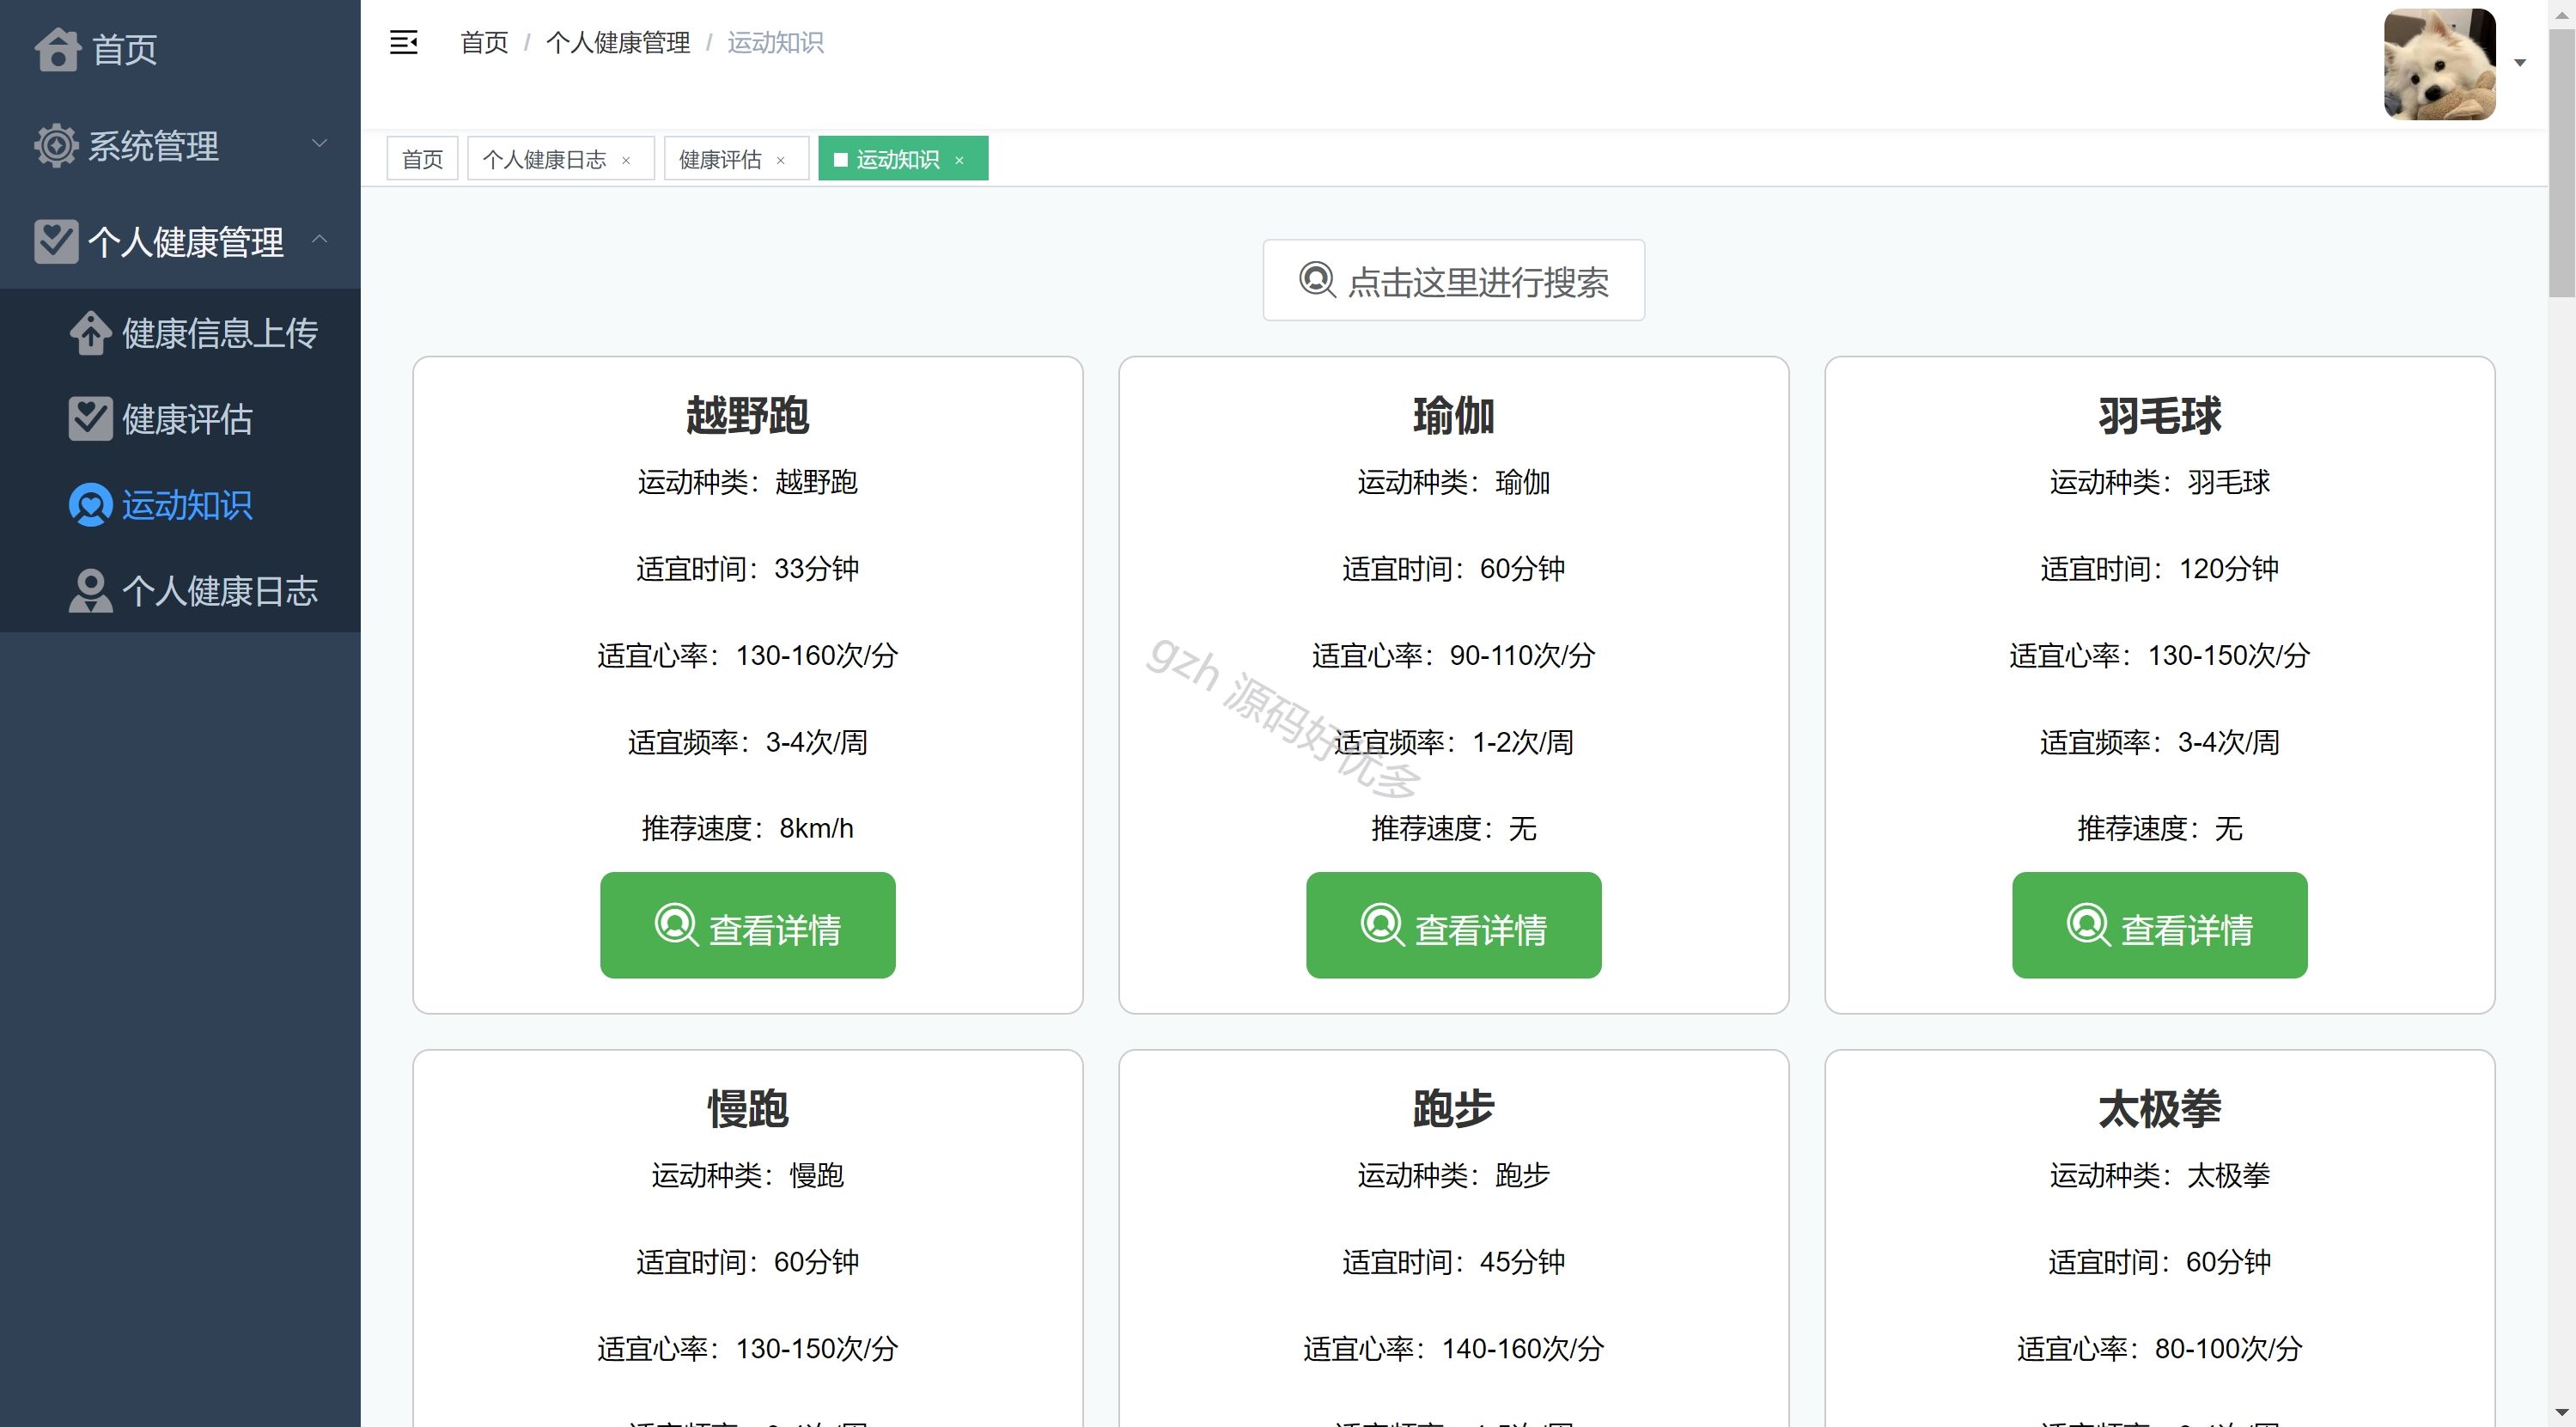 首页
系统管理
个人健康管理
健康信息上传
健康评估
运动知识
个人健康日志
首页 / 个人健康管理 / 运动知识
首页 个人健康日志 × 健康评估 × 运动知识 ×
点击这里进行搜索
越野跑
运动种类：越野跑
适宜时间：33分钟
适宜心率：130-160次/分
适宜频率：3-4次/周
推荐速度：8km/h
查看详情
瑜伽
运动种类：瑜伽
适宜时间：60分钟
适宜心率：90-110次/分
适宜频率：1-2次/周
推荐速度：无
查看详情
羽毛球
运动种类：羽毛球
适宜时间：120分钟
适宜心率：130-150次/分
适宜频率：3-4次/周
推荐速度：无
查看详情
gzh 源码好优多
慢跑
运动种类：慢跑
适宜时间：60分钟
适宜心率：130-150次/分
跑步
运动种类：跑步
适宜时间：45分钟
适宜心率：140-160次/分
太极拳
运动种类：太极拳
适宜时间：60分钟
适宜心率：80-100次/分